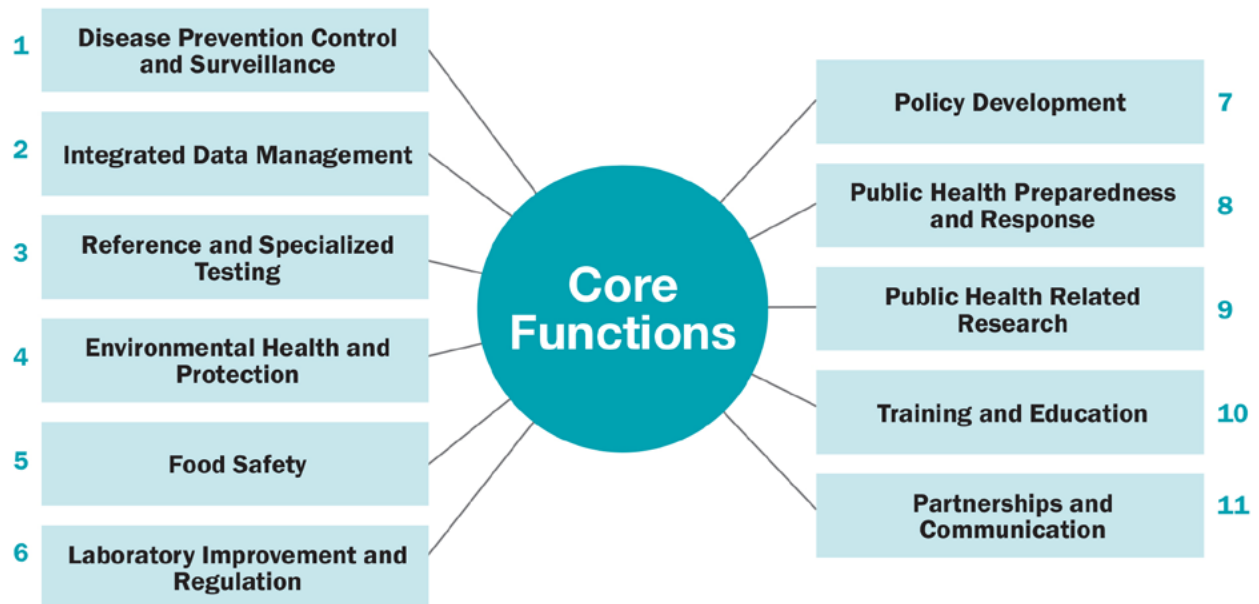 1
Disease Prevention Control
and Surveillance
2
Integrated Data Management
3
Reference and Specialized
Testing
4
Environmental Health and
Protection
5
Food Safety
6
Laboratory Improvement and
Regulation
Core
Functions
Policy Development
7
Public Health Preparedness
and Response
8
Public Health Related
Research
9
Training and Education
10
Partnerships and
Communication
11